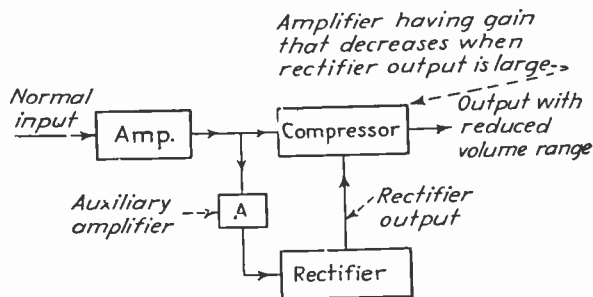 Amplifier having gain
that decreases when
rectifier output is large
Normal
input
Amp.
Compressor
Output with
reduced
volume range
Auxiliary
amplifier
A
Rectifier
output
Rectifier